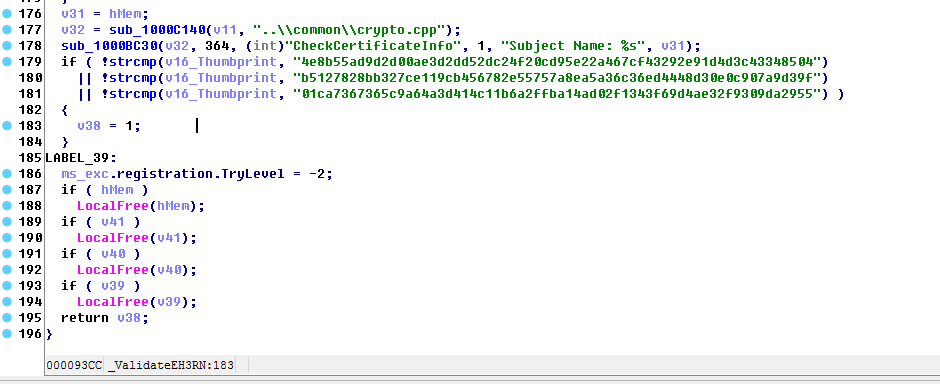 176 v31 = hMem;
177 v32 = sub_1000C140(v11, "..\\common\\crypto.cpp");
178 sub_1000BC30(v32, 364, (int)"CheckCertificateInfo", 1, "Subject Name: %s", v31);
179 if ( !strcmp(v16_Thumbprint, "4e8b55ad9d2d00ae3d2dd52dc24f20cd95e22a467cf43292e91d4d3c43348504")
180 || !strcmp(v16_Thumbprint, "b5127828bb327ce119cb456782e55757a8ea5a36c36ed4448d30e0c907a9d39f")
181 || !strcmp(v16_Thumbprint, "01ca7367365c9a64a3d414c11b6a2ffba14ad02f1343f69d4ae32f9309da2955") )
182 {
183 v38 = 1;
184 }
185 LABEL_39:
186 ms_exc.registration.TryLevel = -2;
187 if ( hMem )
188 LocalFree(hMem);
189 if ( v41 )
190 LocalFree(v41);
191 if ( v40 )
192 LocalFree(v40);
193 if ( v39 )
194 LocalFree(v39);
195 return v38;
196 }
000093CC _ValidateEH3RN:183